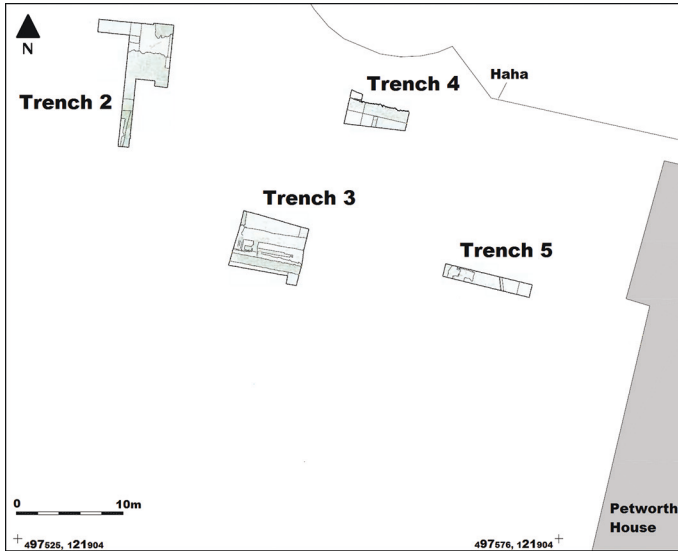 N
Trench 2
Trench 4
Haha
Trench 3
Trench 5
0 10m
Petworth
House
497525, 121904
497576, 121904